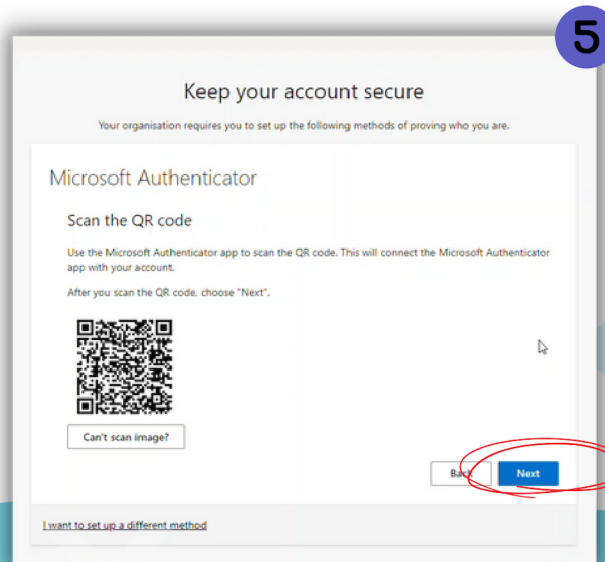 5
Keep your account secure
Your organisation requires you to set up the following methods of proving who you are.
Microsoft Authenticator
Scan the QR code
Use the Microsoft Authenticator app to scan the QR code. This will connect the Microsoft Authenticator
app with your account.
After you scan the QR code, choose "Next".
Can't scan image?
Back Next
I want to set up a different method